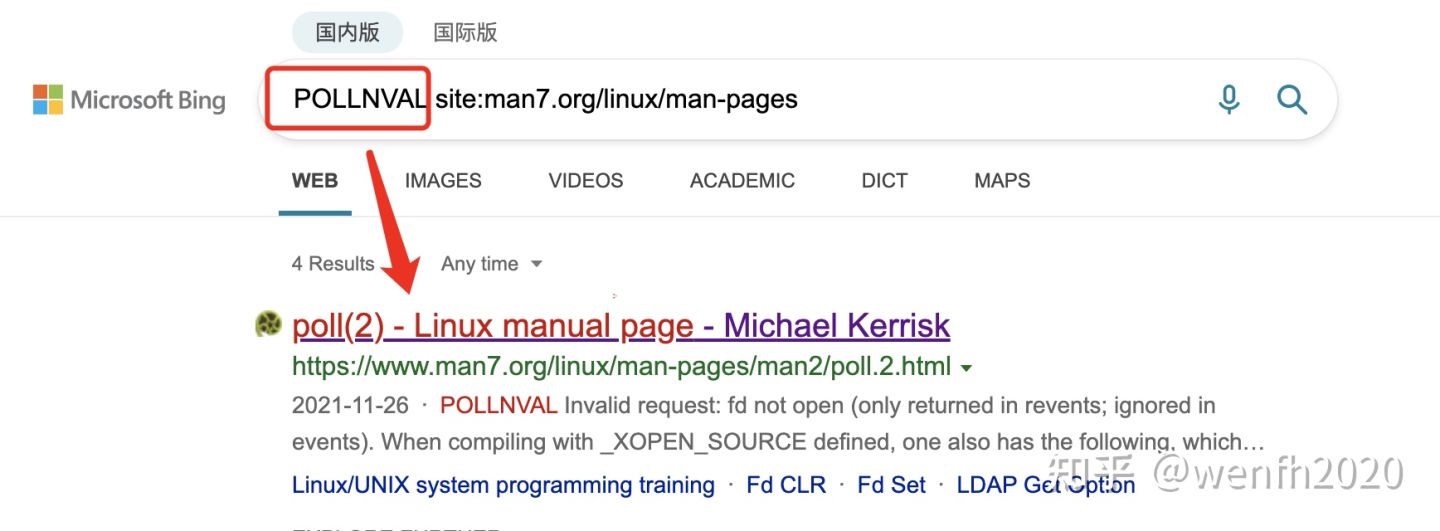 国内版 国际版
Microsoft Bing
POLLNVAL site:man7.org/linux/man-pages
WEB IMAGES VIDEOS ACADEMIC DICT MAPS
4 Results Any time
poll(2) - Linux manual page - Michael Kerrisk
https://www.man7.org/linux/man-pages/man2/poll.2.html
2021-11-26 · POLLNVAL Invalid request: fd not open (only returned in revents; ignored in
events). When compiling with _XOPEN_SOURCE defined, one also has the following, which…
Linux/UNIX system programming training · Fd CLR · Fd Set · LDAP Get Option
知乎 @wenfh2020